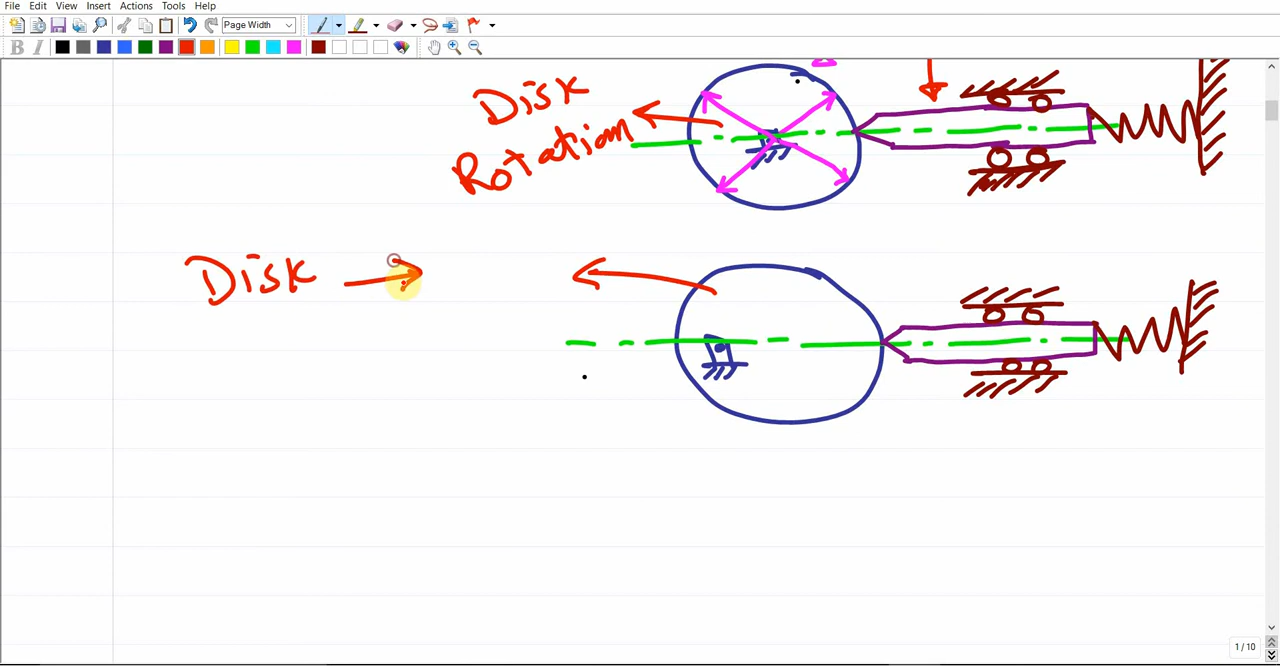 File Edit View Insert Actions Tools Help
Page Width
B I
Disk
Rotation
Disk
1 / 10